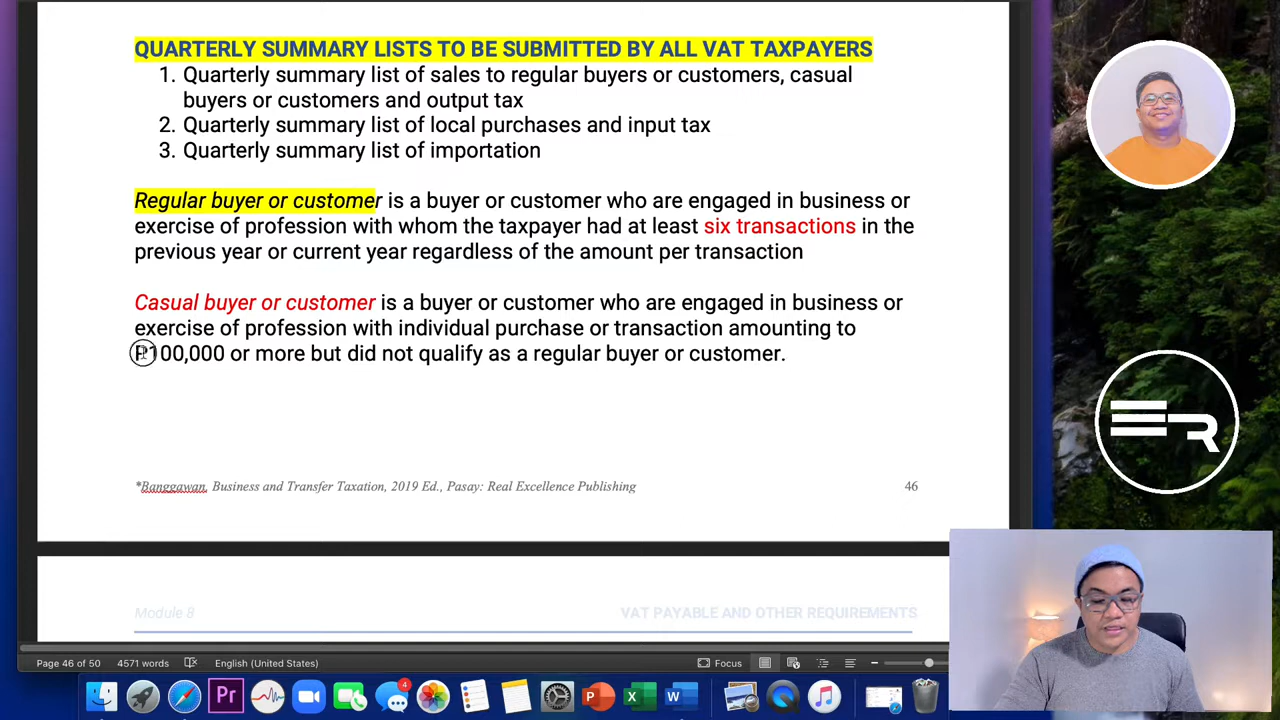 QUARTERLY SUMMARY LISTS TO BE SUBMITTED BY ALL VAT TAXPAYERS
1. Quarterly summary list of sales to regular buyers or customers, casual
buyers or customers and output tax
2. Quarterly summary list of local purchases and input tax
3. Quarterly summary list of importation
Regular buyer or customer is a buyer or customer who are engaged in business or
exercise of profession with whom the taxpayer had at least six transactions in the
previous year or current year regardless of the amount per transaction
Casual buyer or customer is a buyer or customer who are engaged in business or
exercise of profession with individual purchase or transaction amounting to
₱100,000 or more but did not qualify as a regular buyer or customer.
*Banggawan, Business and Transfer Taxation, 2019 Ed., Pasay: Real Excellence Publishing 46
Module 8 VAT PAYABLE AND OTHER REQUIREMENTS
Page 46 of 50 4571 words English (United States) Focus
Pr 4 P X W
ER